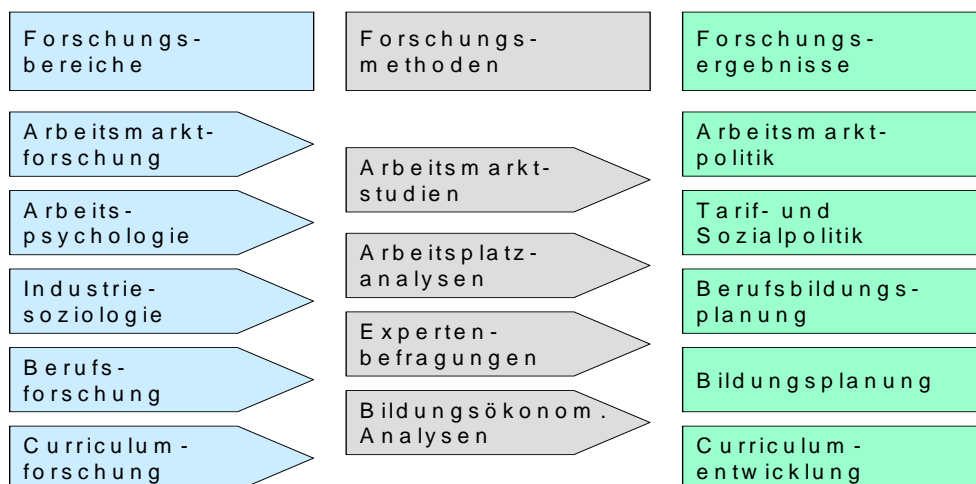 Forschungs-
bereiche
Forschungs-
methoden
Forschungs-
ergebnisse
Arbeitsmarkt-
forschung
Arbeits-
psychologie
Industrie-
soziologie
Berufs-
forschung
Curriculum-
forschung
Arbeitsmarkt-
studien
Arbeitsplatz-
analysen
Experten-
befragungen
Bildungsökonom.
Analysen
Arbeitsmarkt-
politik
Tarif- und
Sozialpolitik
Berufsbildungs-
planung
Bildungsplanung
Curriculum-
entwicklung